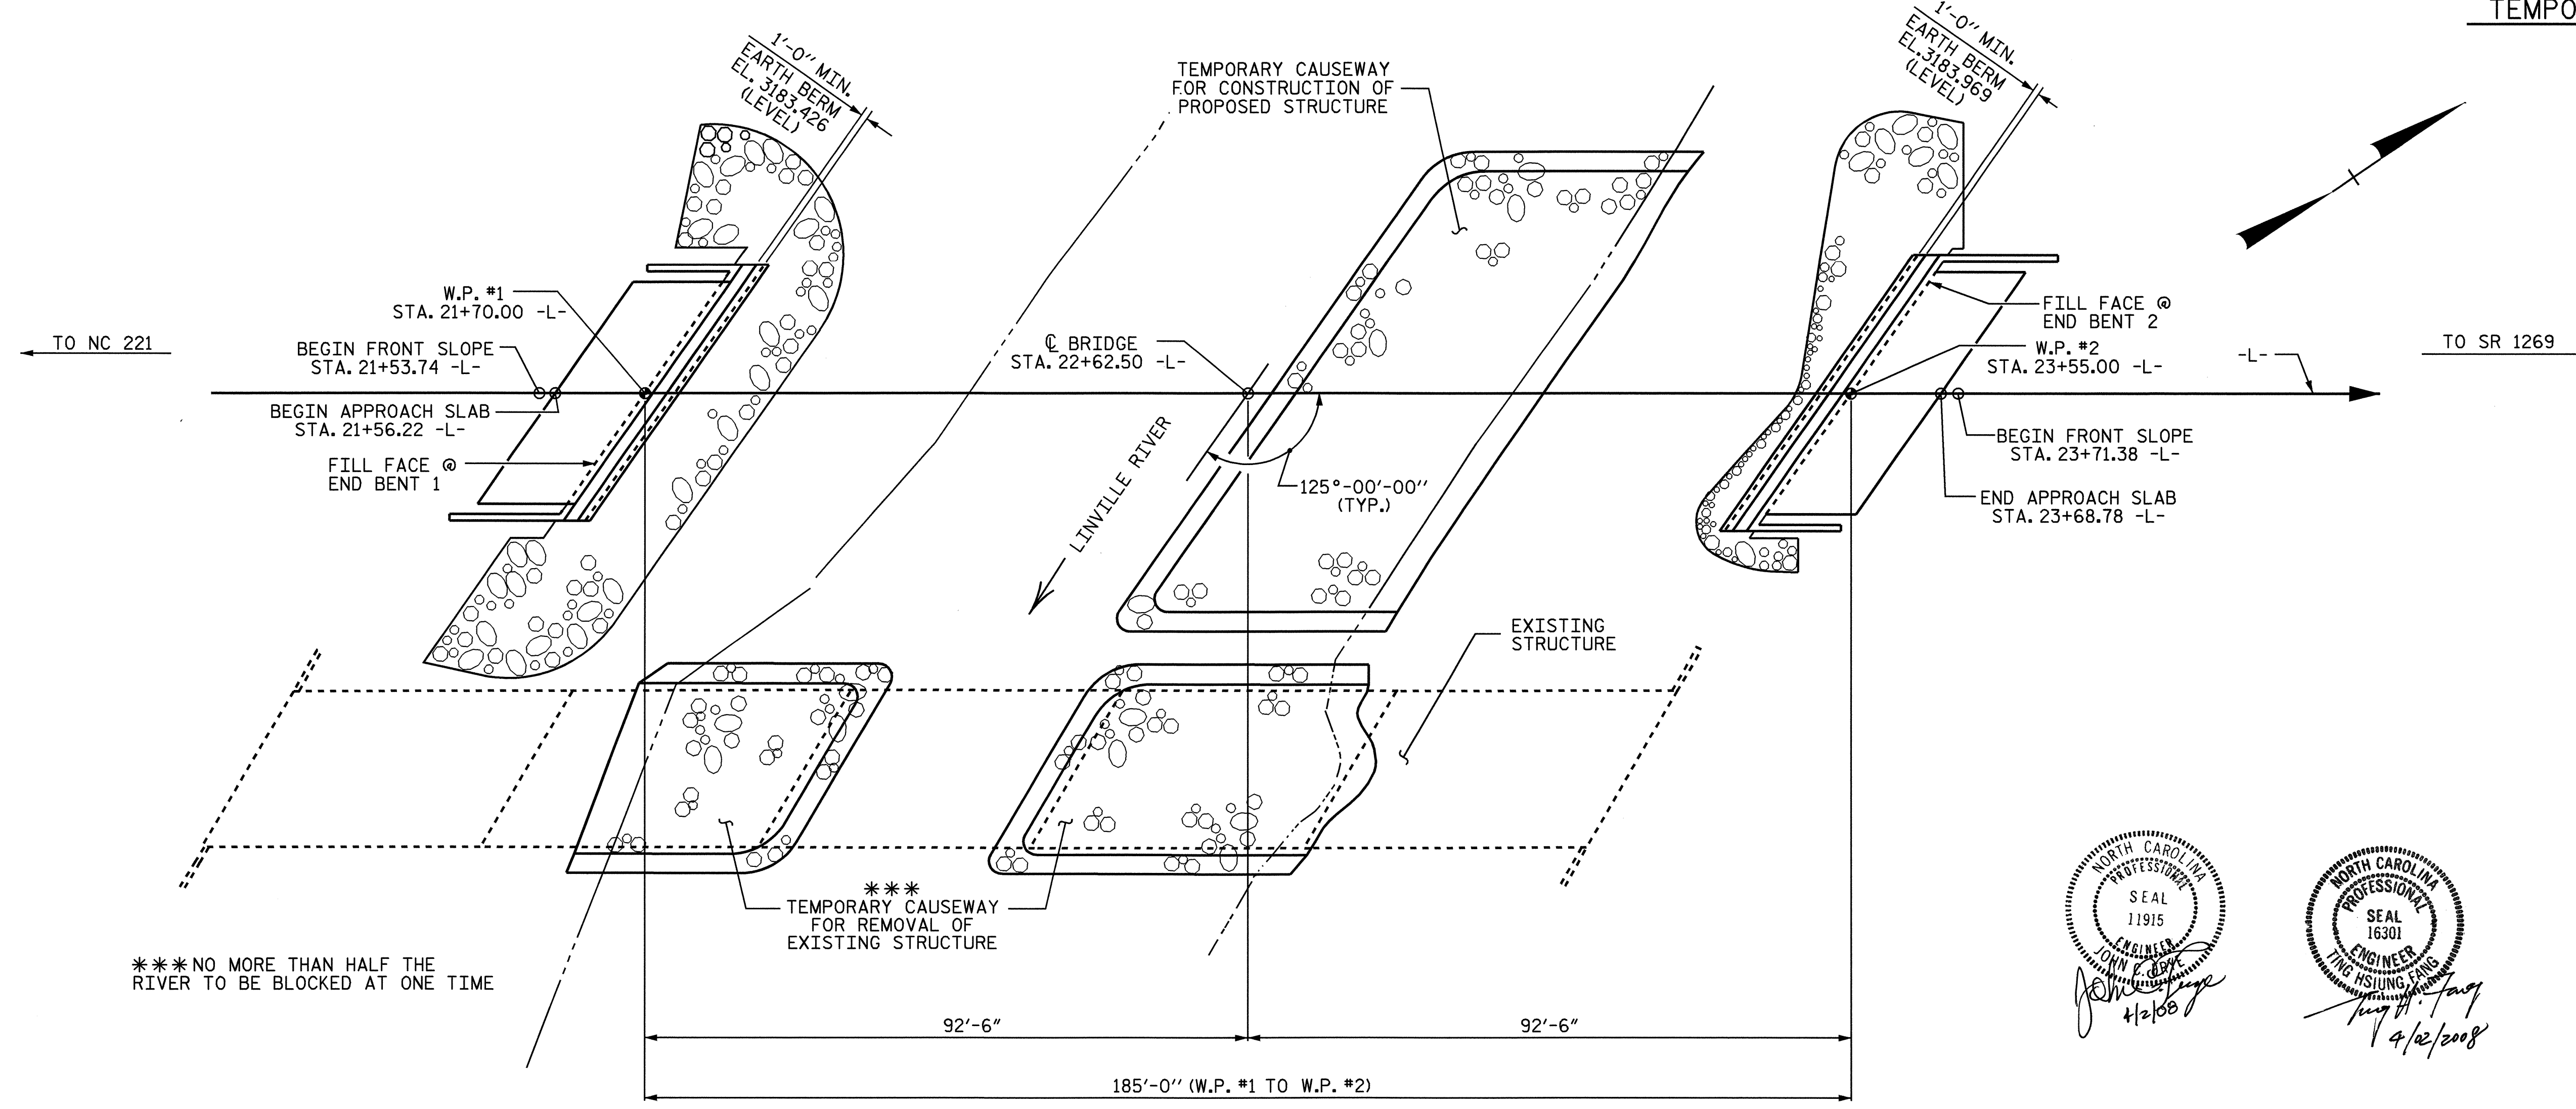 TEMPO
1'-0" MIN.
EARTH BERM
EL. 3183.426
(LEVEL)
TEMPORARY CAUSEWAY
FOR CONSTRUCTION OF
PROPOSED STRUCTURE
1'-0" MIN.
EARTH BERM
EL.3183.969
(LEVEL)
W.P. #1
STA. 21+70.00 -L-
TO NC 221
BEGIN FRONT SLOPE
STA. 21+53.74 -L-
BEGIN APPROACH SLAB
STA. 21+56.22 -L-
FILL FACE @
END BENT 1
℄ BRIDGE
STA. 22+62.50 -L-
LINVILLE RIVER
125°-00'-00"
(TYP.)
FILL FACE @
END BENT 2
W.P. #2
STA. 23+55.00 -L-
-L-
TO SR 1269
BEGIN FRONT SLOPE
STA. 23+71.38 -L-
END APPROACH SLAB
STA. 23+68.78 -L-
EXISTING
STRUCTURE
***
TEMPORARY CAUSEWAY
FOR REMOVAL OF
EXISTING STRUCTURE
***NO MORE THAN HALF THE
RIVER TO BE BLOCKED AT ONE TIME
92'-6"
92'-6"
185'-0" (W.P. #1 TO W.P. #2)
NORTH CAROLINA
PROFESSIONAL
SEAL
11915
ENGINEER
JOHN C.
4/2/08
NORTH CAROLINA
PROFESSIONAL
SEAL
16301
ENGINEER
TING HSIUNG FANG
Ting H. Fang
4/02/2008